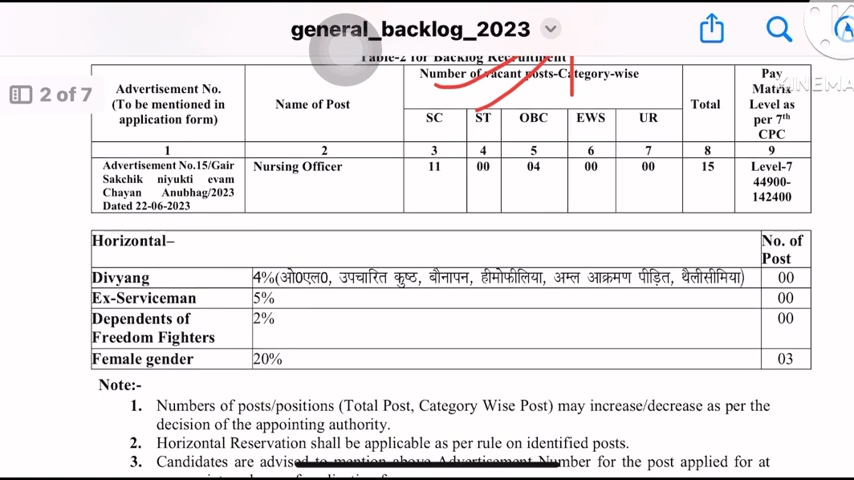 general_backlog_2023
2 of 7
Table-2 for Backlog Recruitment
Advertisement No.
(To be mentioned in
application form)
Name of Post
Number of vacant posts-Category-wise
SC ST OBC EWS UR
Total
Pay
Matrix
Level as
per 7th
CPC
1 2 3 4 5 6 7 8 9
Advertisement No.15/Gair
Sakchik niyukti evam
Chayan Anubhag/2023
Dated 22-06-2023
Nursing Officer 11 00 04 00 00 15
Level-7
44900-
142400
Horizontal– No. of
Post
Divyang 4%(ओ0एल0, उपचारित कुष्ठ, बौनापन, हीमोफीलिया, अम्ल आक्रमण पीड़ित, थैलीसीमिया) 00
Ex-Serviceman 5% 00
Dependents of 2% 00
Freedom Fighters
Female gender 20% 03
Note:-
1. Numbers of posts/positions (Total Post, Category Wise Post) may increase/decrease as per the
decision of the appointing authority.
2. Horizontal Reservation shall be applicable as per rule on identified posts.
3. Candidates are advised to mention above Advertisement Number for the post applied for at
KINEMA